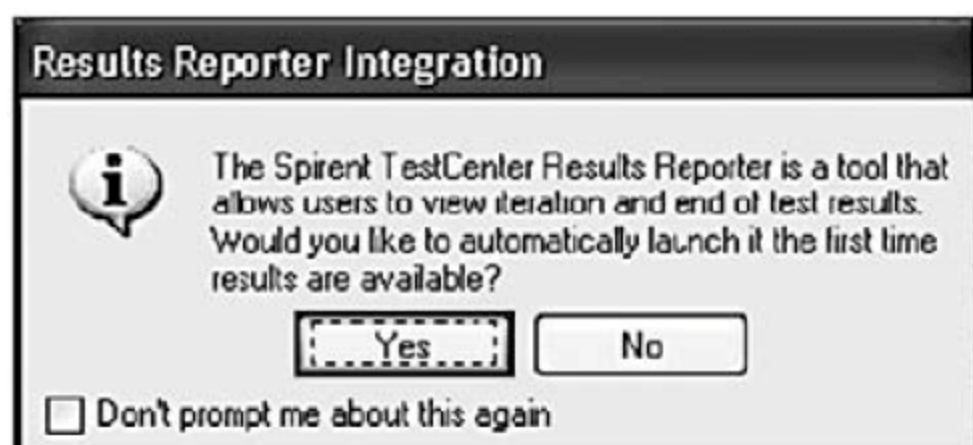 Results Reporter Integration
The Spirent TestCenter Results Reporter is a tool that
allows users to view iteration and end of test results.
Would you like to automatically launch it the first time
results are available?
Yes No
Don't prompt me about this again